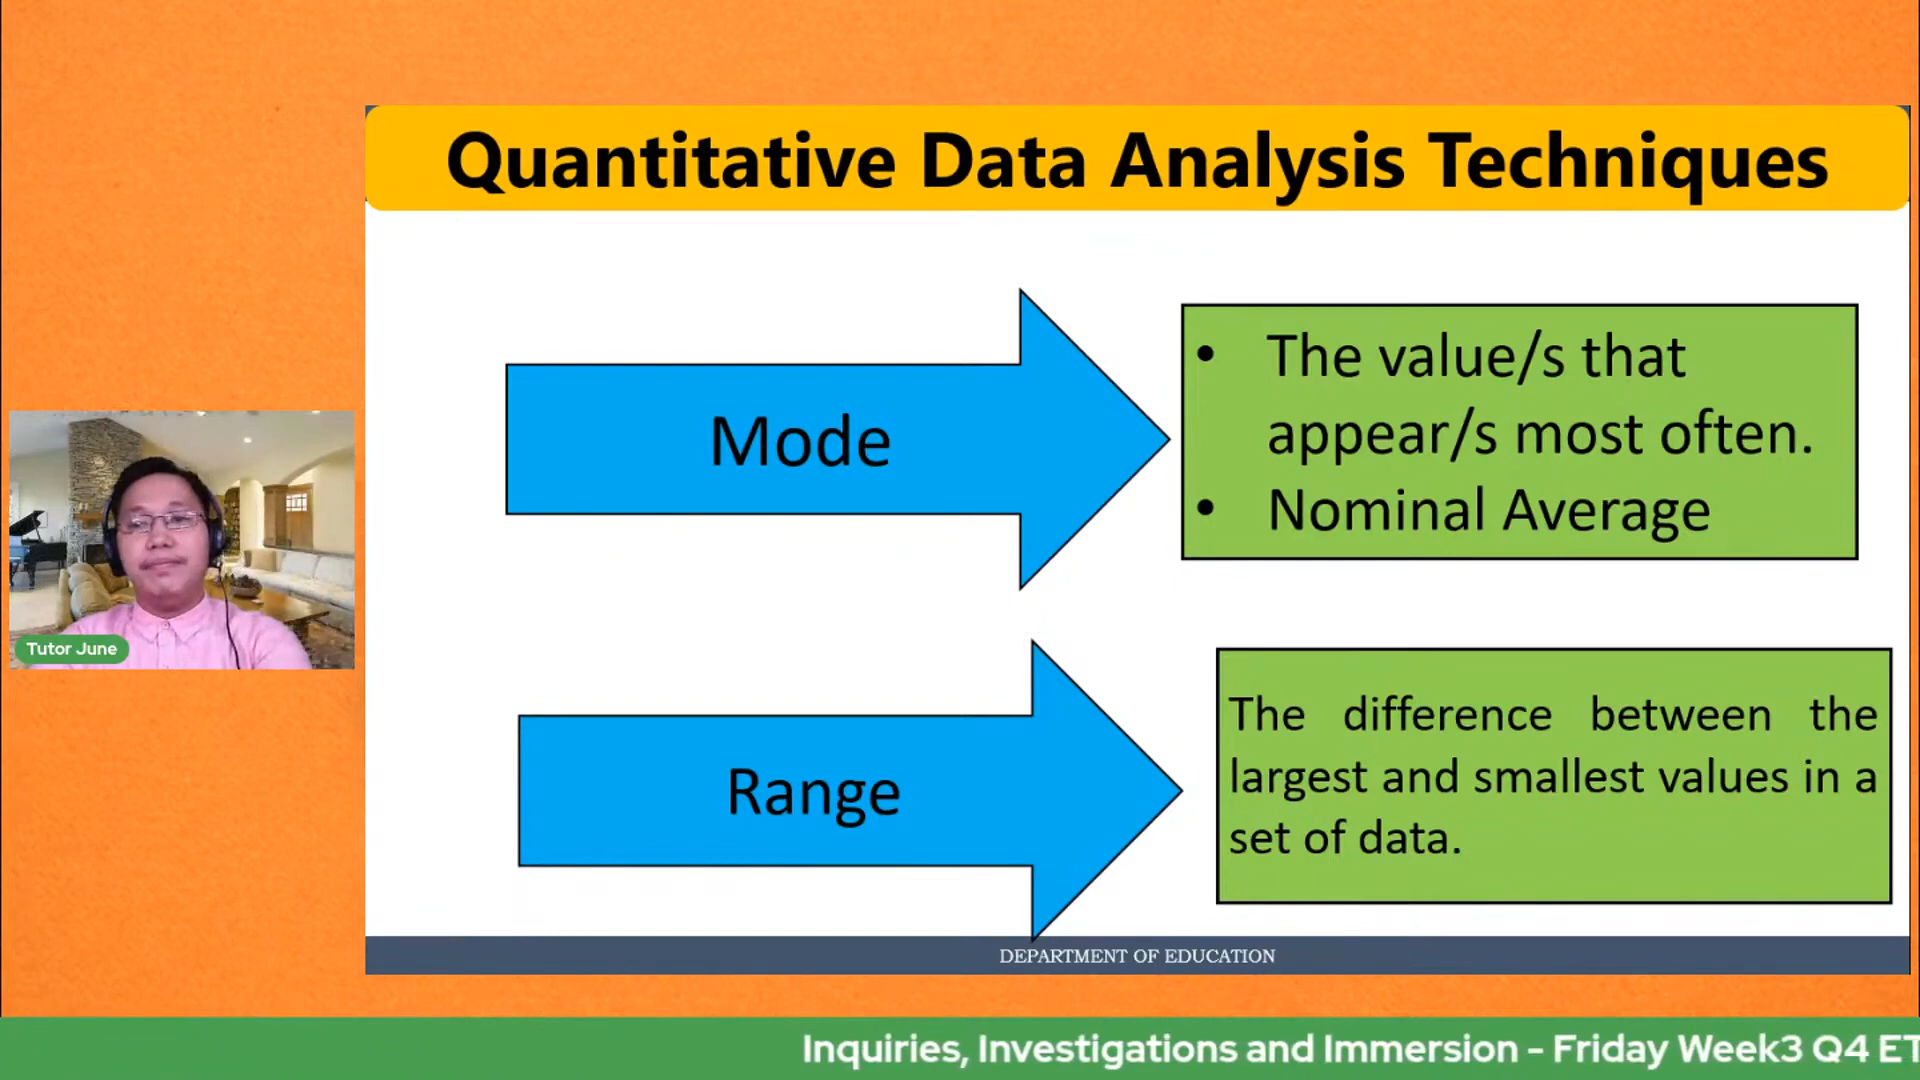 Quantitative Data Analysis Techniques
Mode
• The value/s that
appear/s most often.
• Nominal Average
Tutor June
Range
The difference between the
largest and smallest values in a
set of data.
DEPARTMENT OF EDUCATION
Inquiries, Investigations and Immersion - Friday Week3 Q4 ET